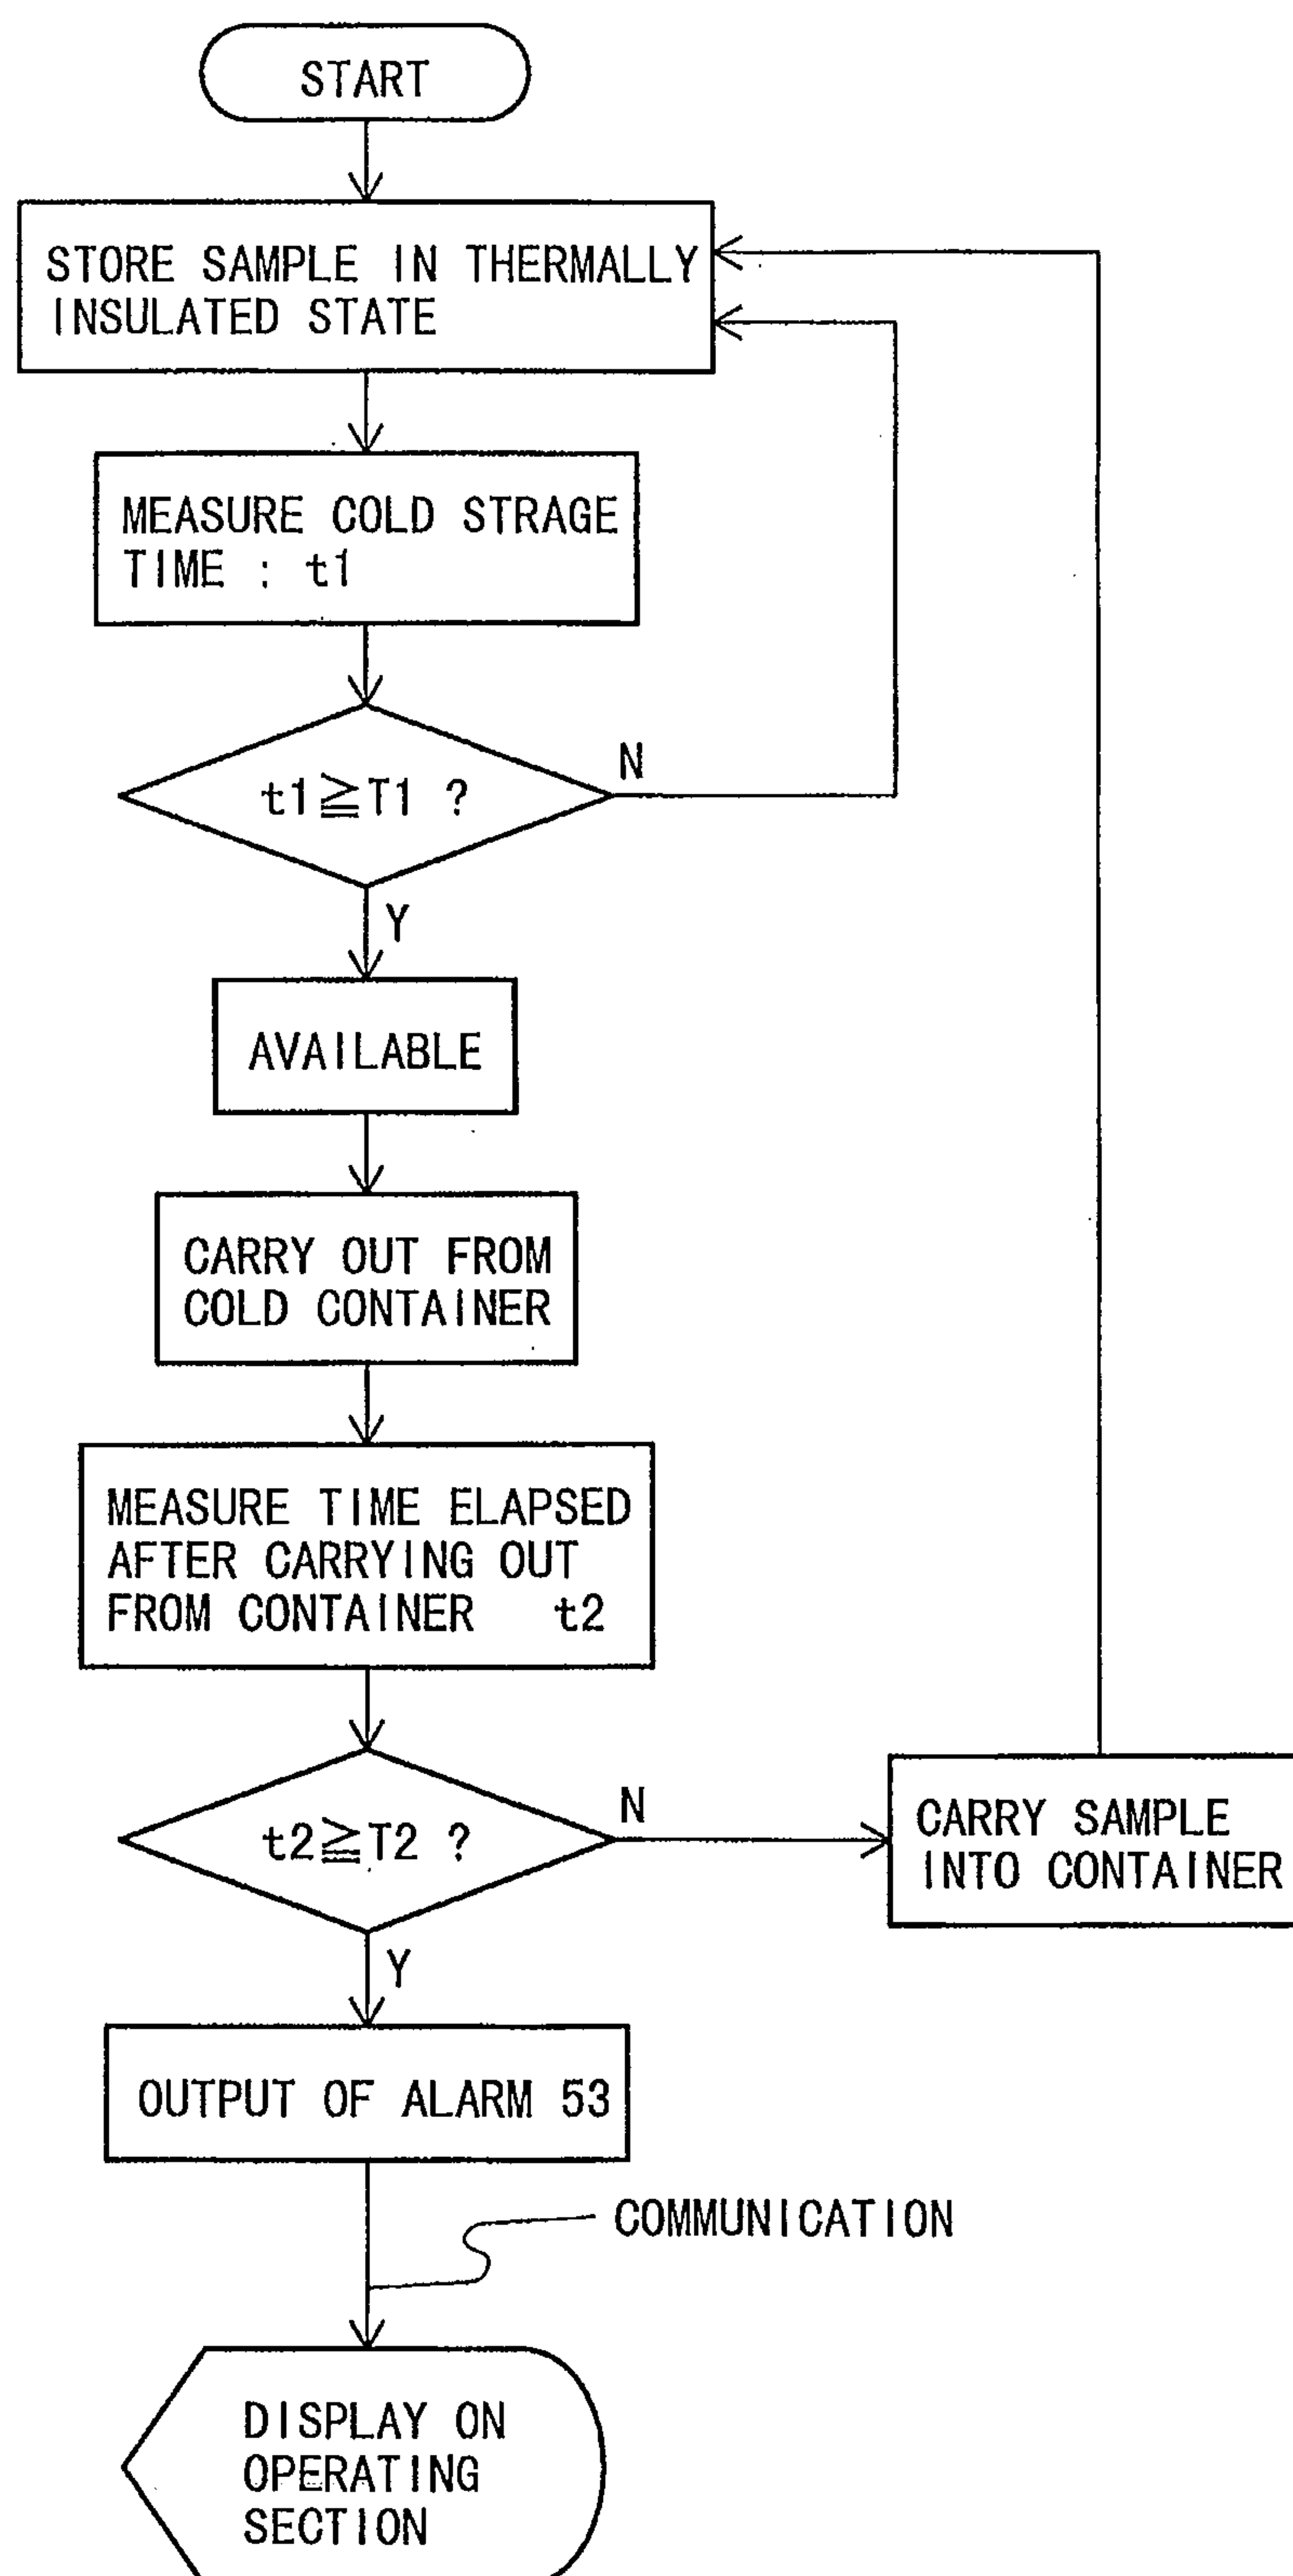 START
STORE SAMPLE IN THERMALLY
INSULATED STATE
MEASURE COLD STRAGE
TIME : t1
t1≧T1 ?
N
Y
AVAILABLE
CARRY OUT FROM
COLD CONTAINER
MEASURE TIME ELAPSED
AFTER CARRYING OUT
FROM CONTAINER t2
t2≧T2 ?
N
CARRY SAMPLE
INTO CONTAINER
Y
OUTPUT OF ALARM 53
COMMUNICATION
DISPLAY ON
OPERATING
SECTION